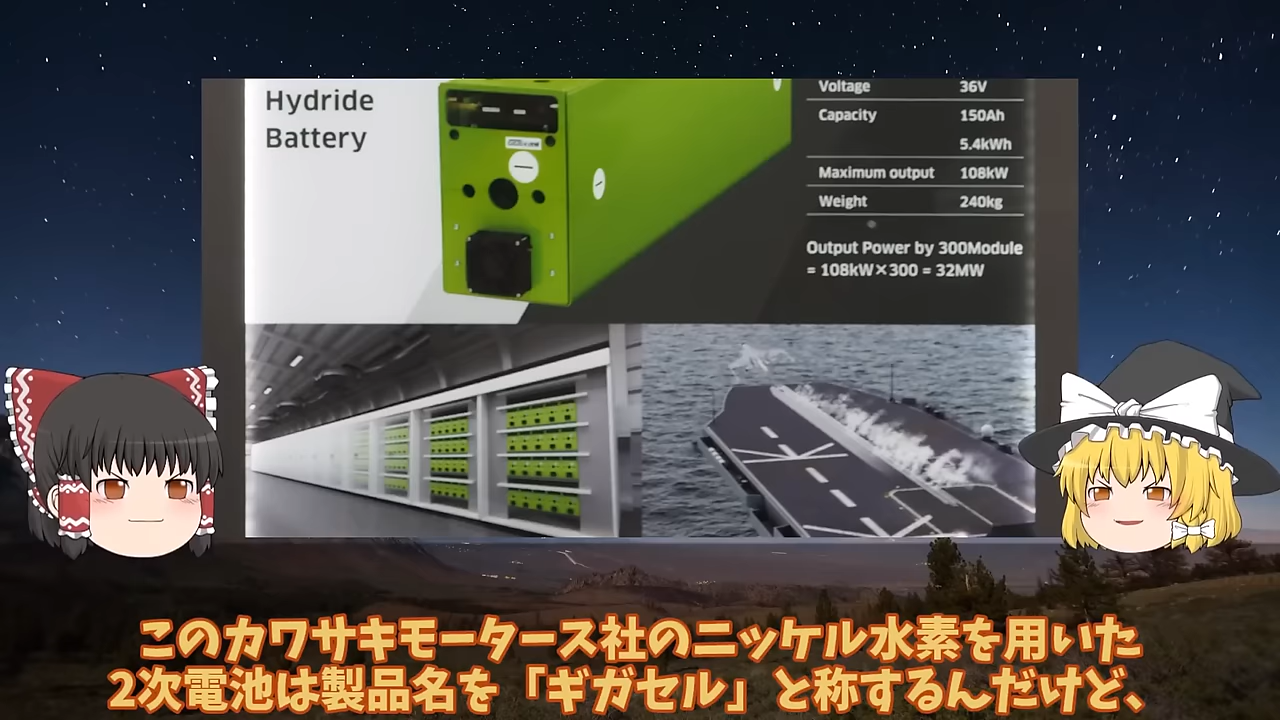 Hydride
Battery
Voltage 36V
Capacity 150Ah
5.4kWh
Maximum output 108kW
Weight 240kg
Output Power by 300Module
= 108kW×300 = 32MW
このカワサキモータース社のニッケル水素を用いた
2次電池は製品名を「ギガセル」と称するんだけど、